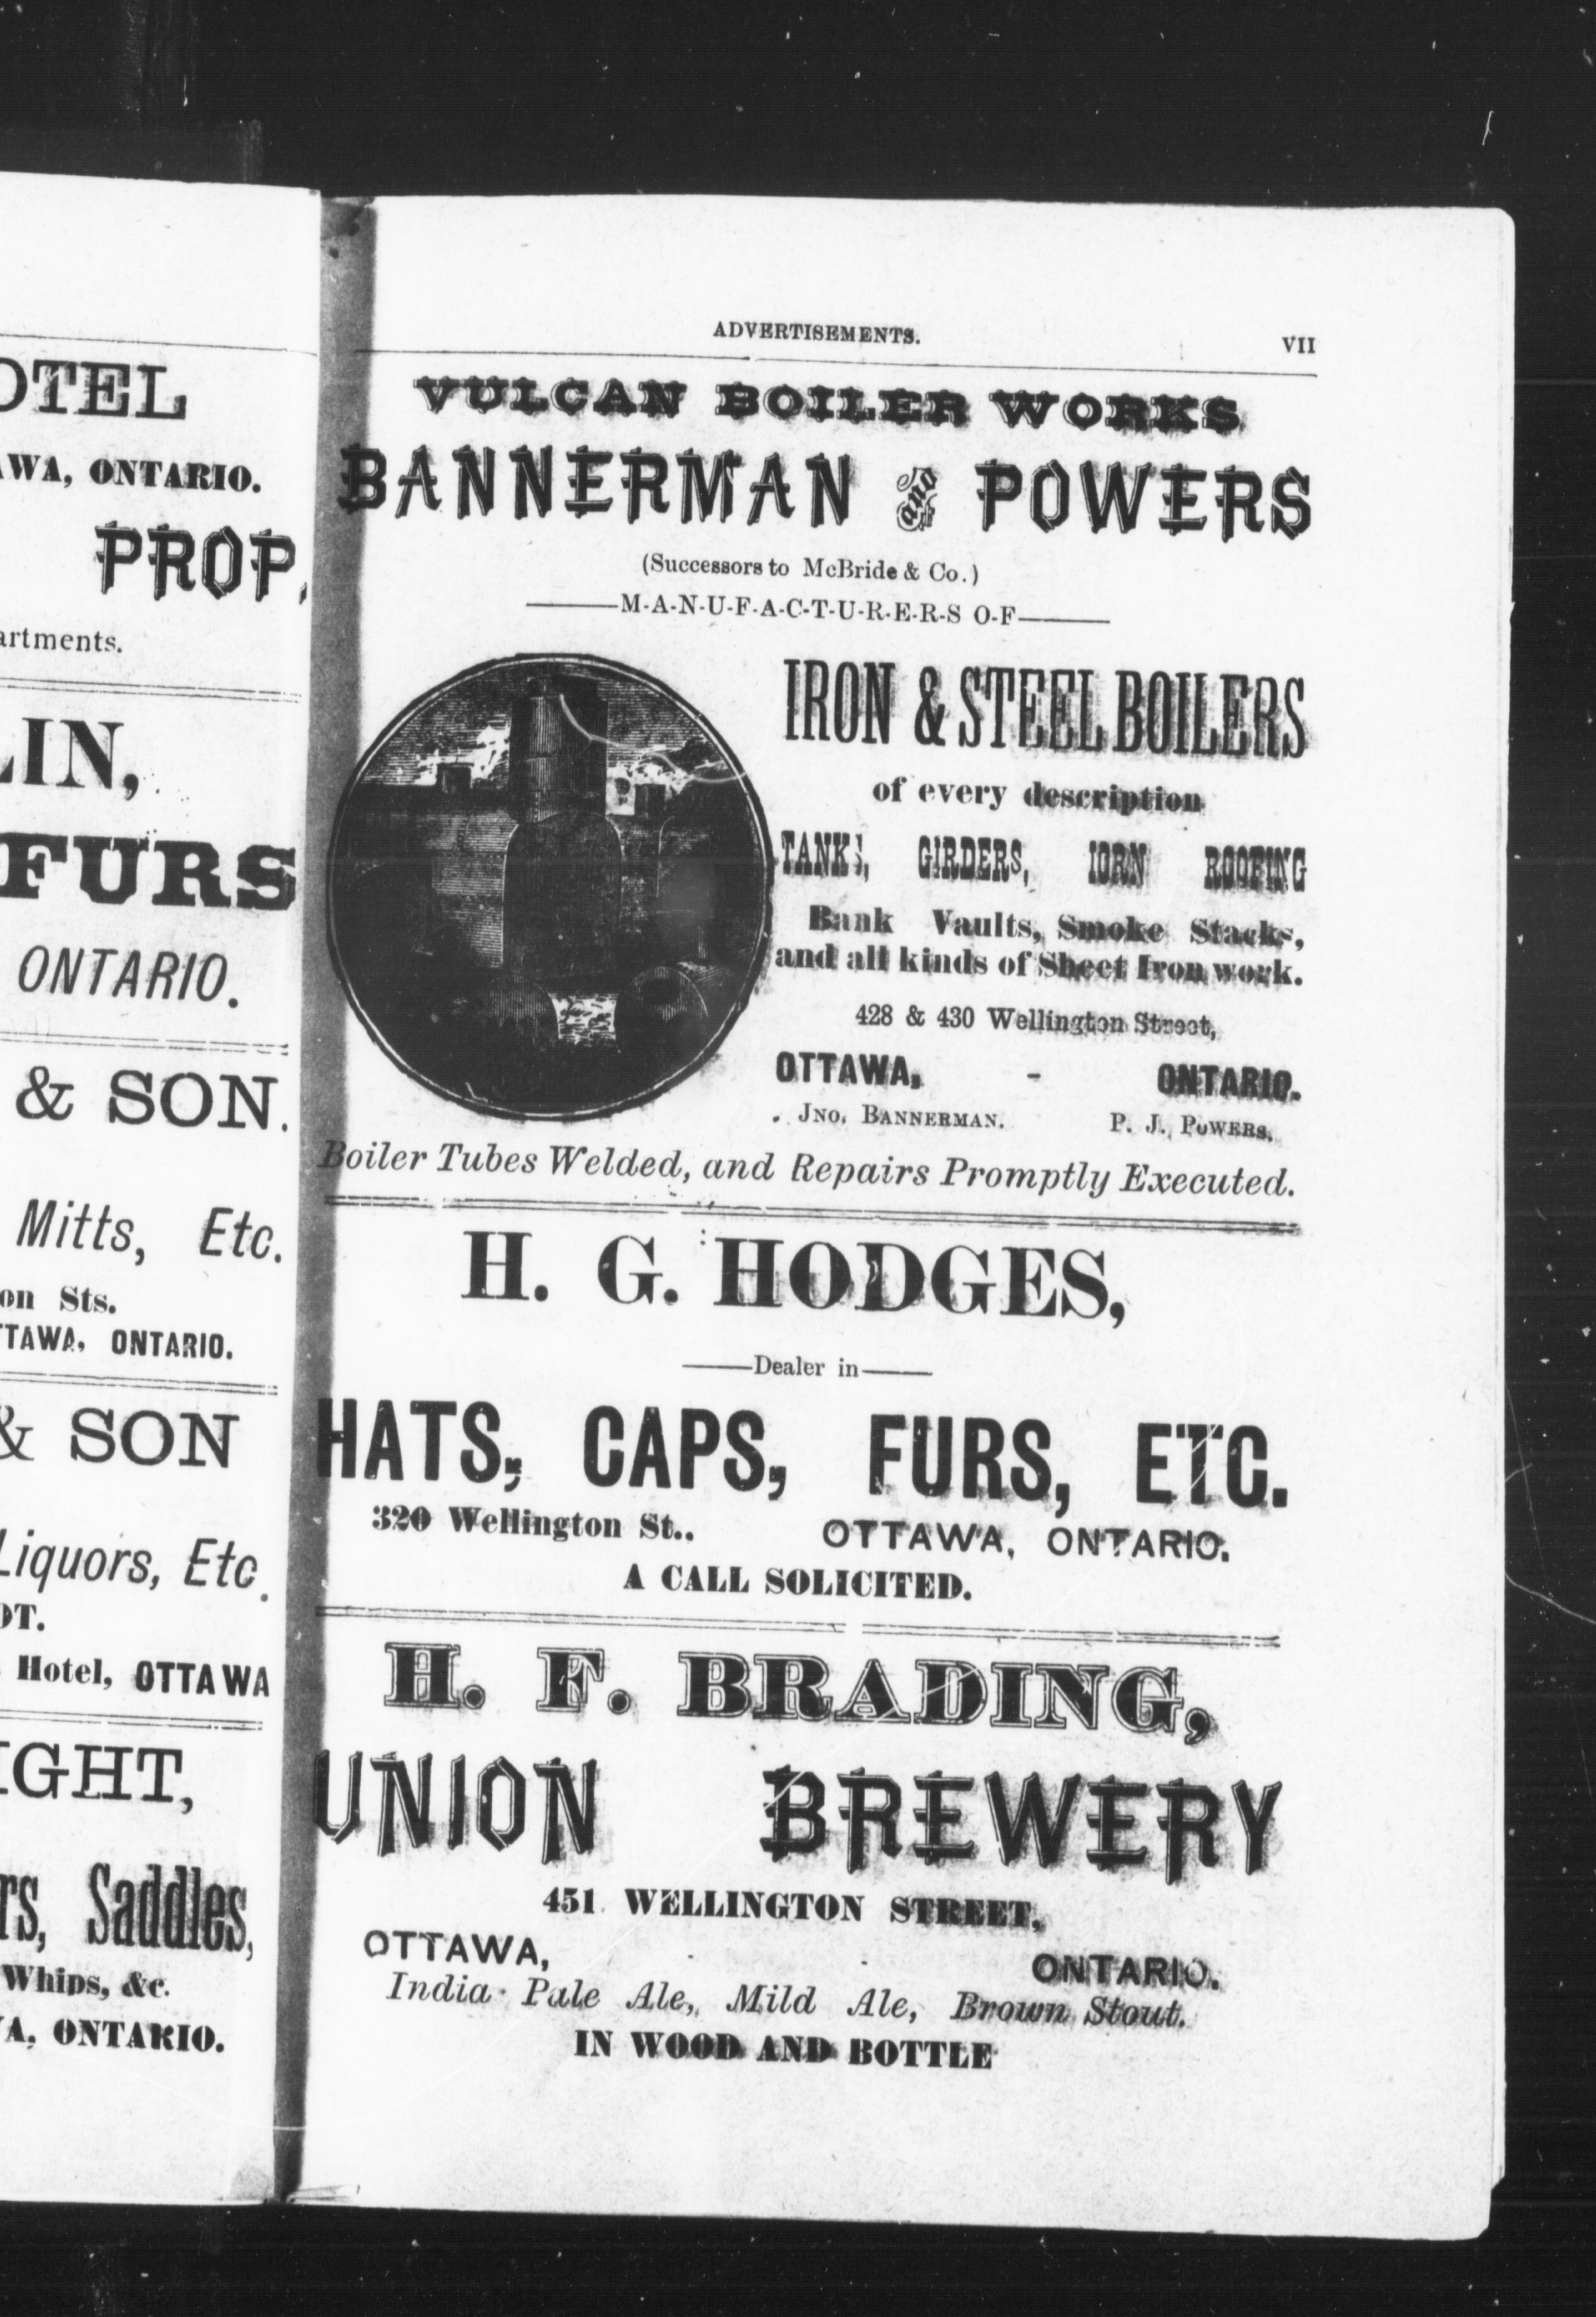 OTEL
AWA, ONTARIO.
PROP,
artments.
LIN,
FURS
ONTARIO.
& SON.
Mitts, Etc.
on Sts.
TTAWA, ONTARIO.
& SON
Liquors, Etc.
OT.
Hotel, OTTAWA
IGHT,
rs, Saddles,
Whips, &c.
A, ONTARIO.
ADVERTISEMENTS. VII
VULCAN BOILER WORKS
BANNERMAN and POWERS
(Successors to McBride & Co.)
M-A-N-U-F-A-C-T-U-R-E-R-S O-F
IRON & STEEL BOILERS
of every description
TANKS, GIRDERS, IORN ROOFING
Bank Vaults, Smoke Stacks,
and all kinds of Sheet Iron work.
428 & 430 Wellington Street,
OTTAWA, - ONTARIO.
JNO. BANNERMAN. P. J. POWERS.
Boiler Tubes Welded, and Repairs Promptly Executed.
H. G. HODGES,
Dealer in
HATS, CAPS, FURS, ETC.
320 Wellington St.. OTTAWA, ONTARIO.
A CALL SOLICITED.
H. F. BRADING,
UNION BREWERY
451 WELLINGTON STREET,
OTTAWA, ONTARIO.
India Pale Ale, Mild Ale, Brown Stout.
IN WOOD AND BOTTLE